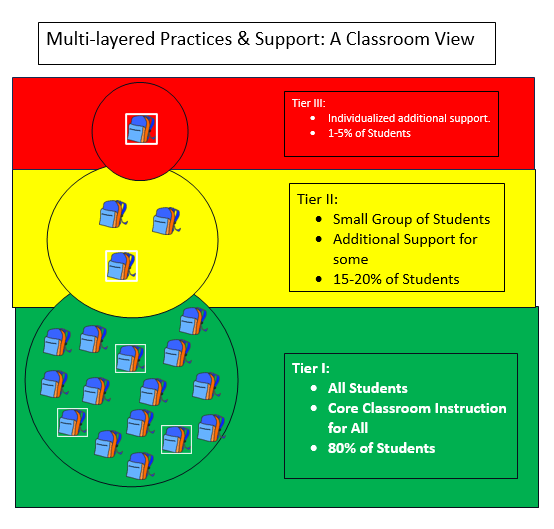 Multi-layered Practices & Support: A Classroom View
Tier III:
• Individualized additional support.
• 1-5% of Students
Tier II:
• Small Group of Students
• Additional Support for
some
• 15-20% of Students
Tier I:
• All Students
• Core Classroom Instruction
for All
• 80% of Students